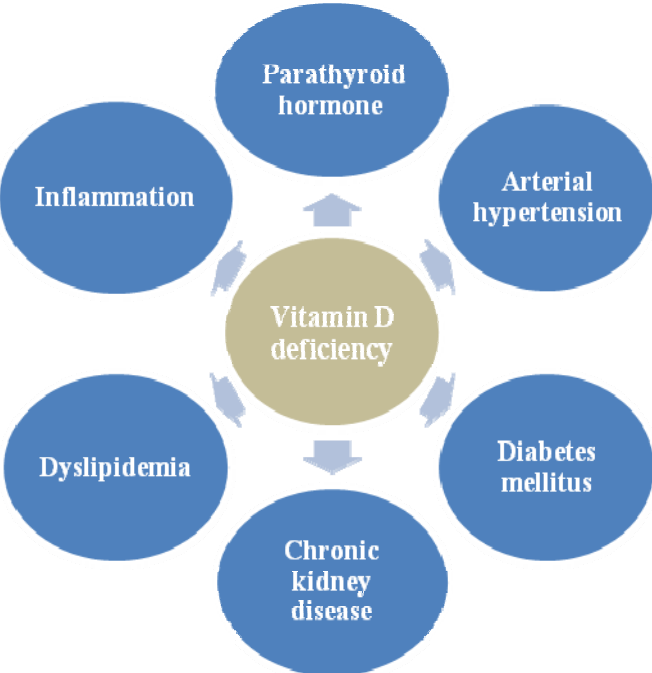 Parathyroid
hormone
Inflammation
Arterial
hypertension
Vitamin D
deficiency
Dyslipidemia
Diabetes
mellitus
Chronic
kidney
disease